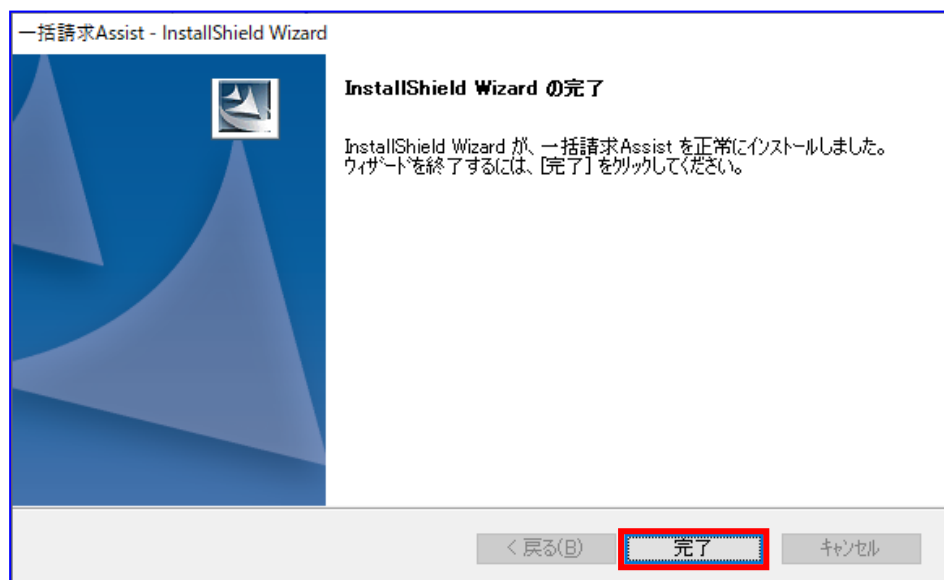 一括請求Assist - InstallShield Wizard
InstallShield Wizard の完了
InstallShield Wizard が、一括請求Assist を正常にインストールしました。
ウィザードを終了するには、[完了] をクリックしてください。
< 戻る(B)
完了
キャンセル